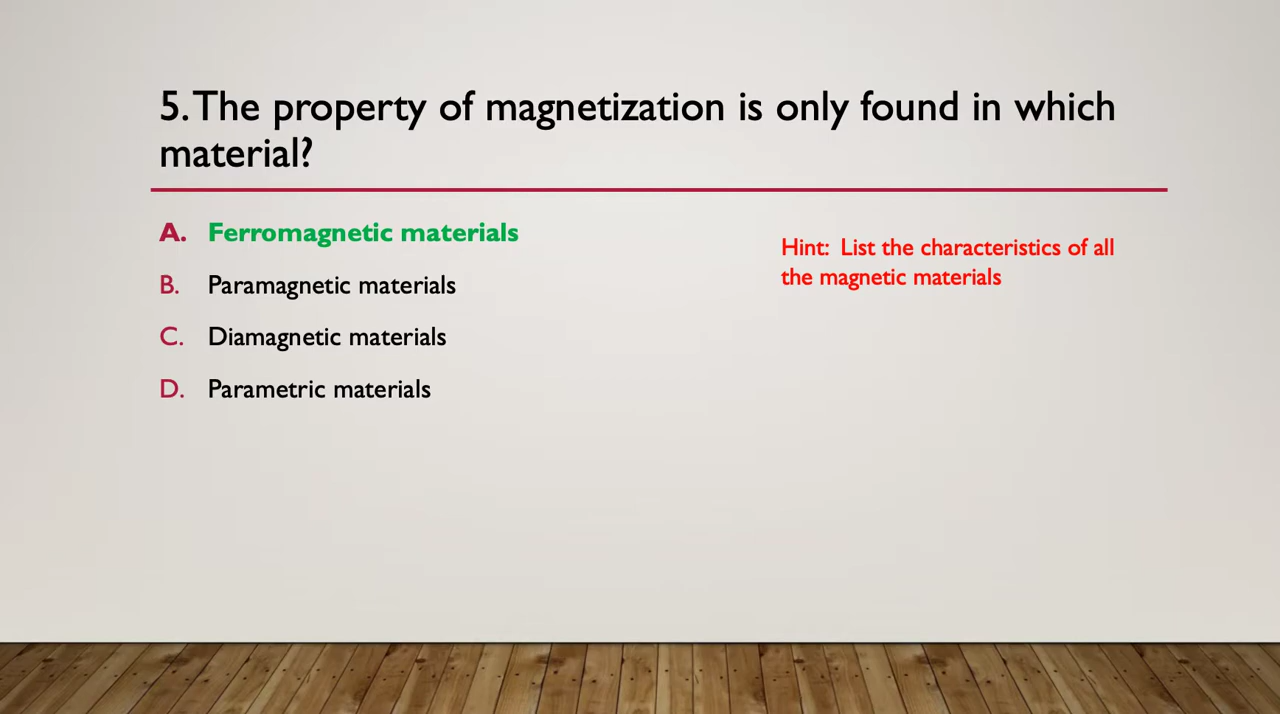 5. The property of magnetization is only found in which
material?
A. Ferromagnetic materials
B. Paramagnetic materials
C. Diamagnetic materials
D. Parametric materials
Hint: List the characteristics of all
the magnetic materials